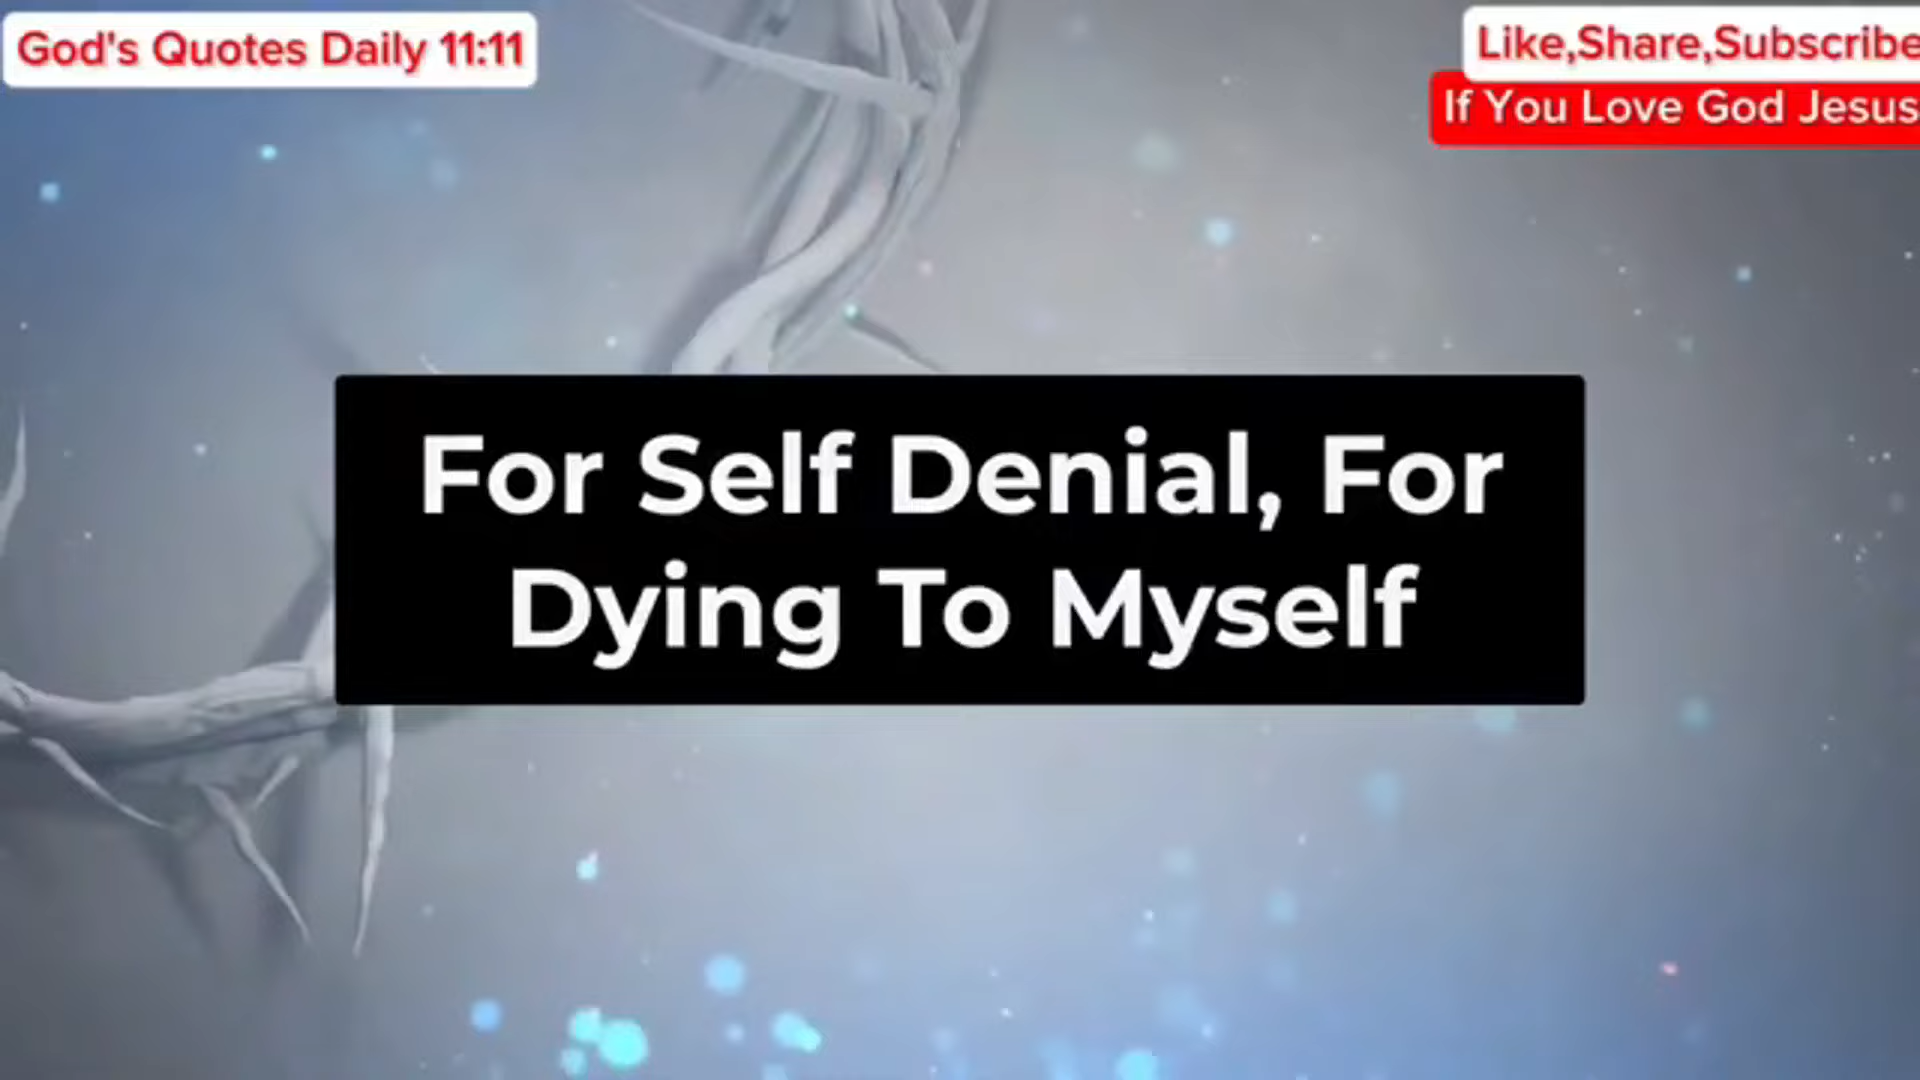 God's Quotes Daily 11:11
Like,Share,Subscribe
If You Love God Jesus
For Self Denial, For
Dying To Myself